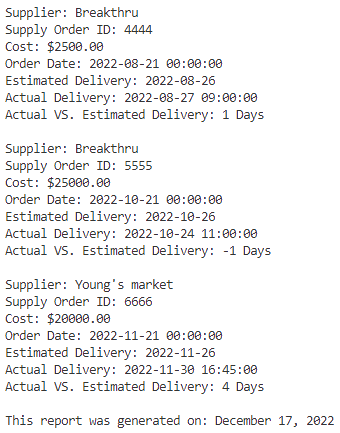 Supplier: Breakthru
Supply Order ID: 4444
Cost: $2500.00
Order Date: 2022-08-21 00:00:00
Estimated Delivery: 2022-08-26
Actual Delivery: 2022-08-27 09:00:00
Actual VS. Estimated Delivery: 1 Days

Supplier: Breakthru
Supply Order ID: 5555
Cost: $25000.00
Order Date: 2022-10-21 00:00:00
Estimated Delivery: 2022-10-26
Actual Delivery: 2022-10-24 11:00:00
Actual VS. Estimated Delivery: -1 Days

Supplier: Young's market
Supply Order ID: 6666
Cost: $20000.00
Order Date: 2022-11-21 00:00:00
Estimated Delivery: 2022-11-26
Actual Delivery: 2022-11-30 16:45:00
Actual VS. Estimated Delivery: 4 Days

This report was generated on: December 17, 2022